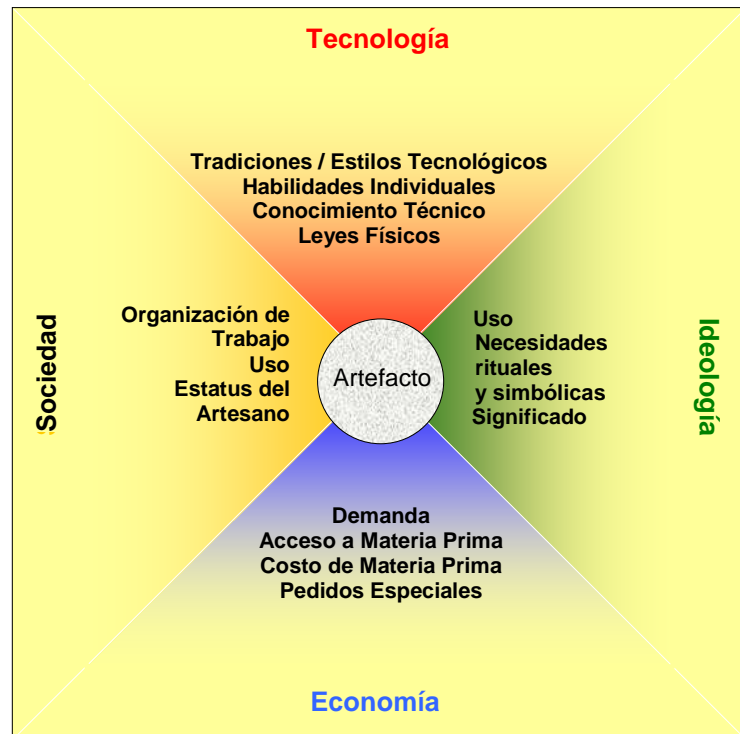 Tecnología
Tradiciones / Estilos Tecnológicos
Habilidades Individuales
Conocimiento Técnico
Leyes Físicos
Sociedad
Organización de
Trabajo
Uso
Estatus del
Artesano
Artefacto
Uso
Necesidades
rituales
y simbólicas
Significado
Ideología
Demanda
Acceso a Materia Prima
Costo de Materia Prima
Pedidos Especiales
Economía